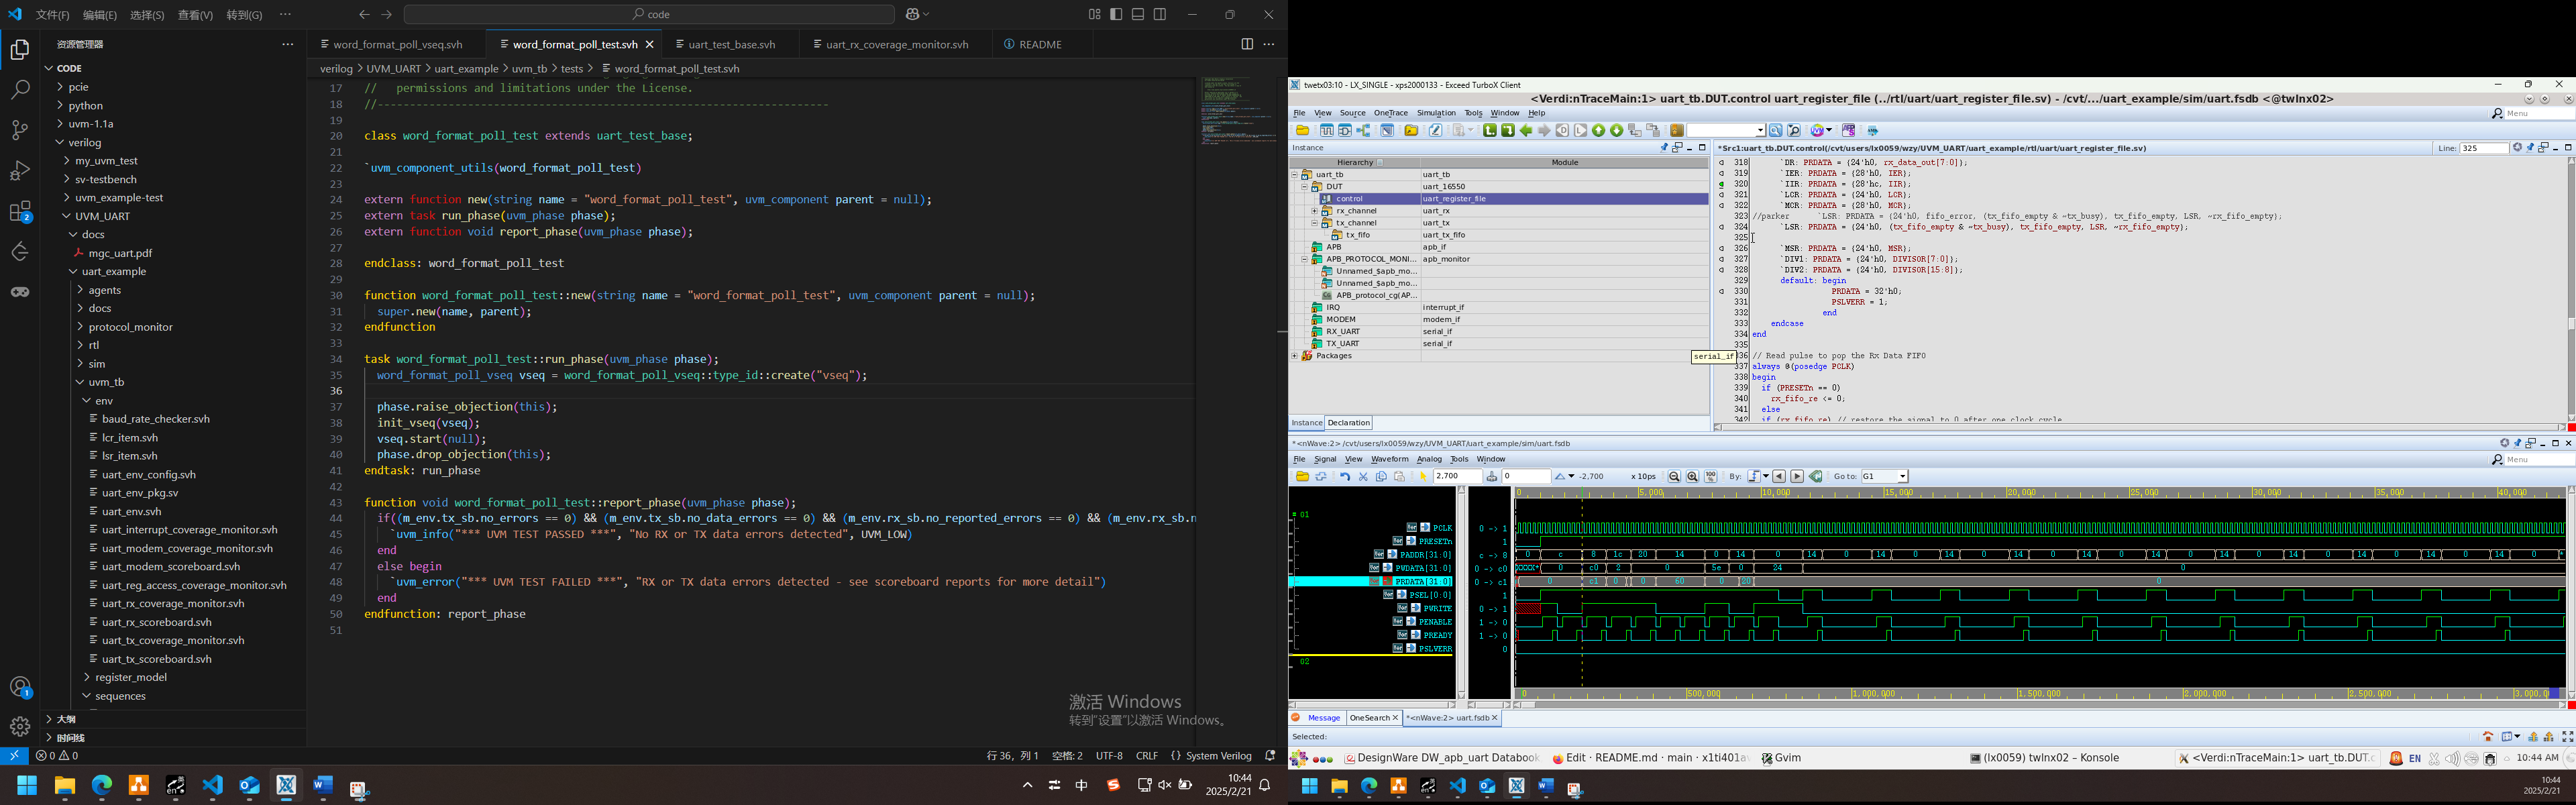 文件(F) 编辑(E) 选择(S) 查看(V) 转到(G) ··· code
资源管理器 ···
CODE
pcie
python
uvm-1.1a
verilog
my_uvm_test
sv-testbench
uvm_example-test
UVM_UART
docs
mgc_uart.pdf
uart_example
agents
docs
protocol_monitor
rtl
sim
uvm_tb
env
baud_rate_checker.svh
lcr_item.svh
lsr_item.svh
uart_env_config.svh
uart_env_pkg.sv
uart_env.svh
uart_interrupt_coverage_monitor.svh
uart_modem_coverage_monitor.svh
uart_modem_scoreboard.svh
uart_reg_access_coverage_monitor.svh
uart_rx_coverage_monitor.svh
uart_rx_scoreboard.svh
uart_tx_coverage_monitor.svh
uart_tx_scoreboard.svh
register_model
sequences
大纲
时间线
word_format_poll_vseq.svh word_format_poll_test.svh uart_test_base.svh uart_rx_coverage_monitor.svh README
verilog > UVM_UART > uart_example > uvm_tb > tests > word_format_poll_test.svh
17 //   permissions and limitations under the License.
18 //----------------------------------------------------------------------
19
20 class word_format_poll_test extends uart_test_base;
21
22 `uvm_component_utils(word_format_poll_test)
23
24 extern function new(string name = "word_format_poll_test", uvm_component parent = null);
25 extern task run_phase(uvm_phase phase);
26 extern function void report_phase(uvm_phase phase);
27
28 endclass: word_format_poll_test
29
30 function word_format_poll_test::new(string name = "word_format_poll_test", uvm_component parent = null);
31   super.new(name, parent);
32 endfunction
33
34 task word_format_poll_test::run_phase(uvm_phase phase);
35   word_format_poll_vseq vseq = word_format_poll_vseq::type_id::create("vseq");
36
37   phase.raise_objection(this);
38   init_vseq(vseq);
39   vseq.start(null);
40   phase.drop_objection(this);
41 endtask: run_phase
42
43 function void word_format_poll_test::report_phase(uvm_phase phase);
44   if((m_env.tx_sb.no_errors == 0) && (m_env.tx_sb.no_data_errors == 0) && (m_env.rx_sb.no_reported_errors == 0) && (m_env.rx_sb.n
45     `uvm_info("*** UVM TEST PASSED ***", "No RX or TX data errors detected", UVM_LOW)
46   end
47   else begin
48     `uvm_error("*** UVM TEST FAILED ***", "RX or TX data errors detected - see scoreboard reports for more detail")
49   end
50 endfunction: report_phase
51
激活 Windows
转到"设置"以激活 Windows。
0 0 行 36，列 1 空格: 2 UTF-8 CRLF {} System Verilog
2 1
中 10:44
2025/2/21
twetx03:10 - LX_SINGLE - xps2000133 - Exceed TurboX Client
<Verdi:nTraceMain:1> uart_tb.DUT.control uart_register_file (../rtl/uart/uart_register_file.sv) - /cvt/.../uart_example/sim/uart.fsdb <@twlnx02>
File View Source OneTrace Simulation Tools Window Help Menu
Instance
Hierarchy Module
uart_tb uart_tb
DUT uart_16550
control uart_register_file
rx_channel uart_rx
tx_channel uart_tx
tx_fifo uart_tx_fifo
APB apb_if
APB_PROTOCOL_MONI... apb_monitor
Unnamed_$apb_mo...
Unnamed_$apb_mo...
APB_protocol_cg(AP...
IRQ interrupt_if
MODEM modem_if
RX_UART serial_if
TX_UART serial_if
Packages
serial_if
Instance Declaration
*Src1:uart_tb.DUT.control(/cvt/users/lx0059/wzy/UVM_UART/uart_example/rtl/uart/uart_register_file.sv) Line: 325
318 `DR: PRDATA = {24'h0, rx_data_out[7:0]};
319 `IER: PRDATA = {28'h0, IER};
320 `IIR: PRDATA = {28'hc, IIR};
321 `LCR: PRDATA = {24'h0, LCR};
322 `MCR: PRDATA = {28'h0, MCR};
323 //parker `LSR: PRDATA = {24'h0, fifo_error, (tx_fifo_empty & ~tx_busy), tx_fifo_empty, LSR, ~rx_fifo_empty};
324 `LSR: PRDATA = {24'h0, (tx_fifo_empty & ~tx_busy), tx_fifo_empty, LSR, ~rx_fifo_empty};
325
326 `MSR: PRDATA = {24'h0, MSR};
327 `DIV1: PRDATA = {24'h0, DIVISOR[7:0]};
328 `DIV2: PRDATA = {24'h0, DIVISOR[15:8]};
329 default: begin
330 PRDATA = 32'h0;
331 PSLVERR = 1;
332 end
333 endcase
334 end
335
336 // Read pulse to pop the Rx Data FIFO
337 always @(posedge PCLK)
338 begin
339 if (PRESETn == 0)
340 rx_fifo_re <= 0;
341 else
342 if (rx_fifo_re) // restore the signal to 0 after one clock cycle
*<nWave:2> /cvt/users/lx0059/wzy/UVM_UART/uart_example/sim/uart.fsdb
File Signal View Waveform Analog Tools Window Menu
2,700 0 -2,700 x 10ps By: Go to: G1
0 5,000 10,000 15,000 20,000 25,000 30,000 35,000 40,000
G1
PCLK 0 -> 1
PRESETn 1
PADDR[31:0] c -> 8 0 c 8 1c 20 14 0 14 0 14 0 14 0 14 0 14 0 14 0 14 0 14 0 14 0 14 0 14 0
PWDATA[31:0] 0 -> c0 XXXX* 0 c0 2 0 5e 0 24 0
PRDATA[31:0] 0 -> c1 0 c1 0 0 60 0 20 0
PSEL[0:0] 1
PWRITE 0 -> 1
PENABLE 1 -> 0
PREADY 1 -> 0
PSLVERR 0
G2
0 500,000 1,000,000 1,500,000 2,000,000 2,500,000 3,000,0
Message OneSearch *<nWave:2> uart.fsdb
Selected:
DesignWare DW_apb_uart Databook Edit · README.md · main · x1ti401a Gvim (lx0059) twlnx02 - Konsole <Verdi:nTraceMain:1> uart_tb.DUT.c EN 10:44 AM
10:44
2025/2/21